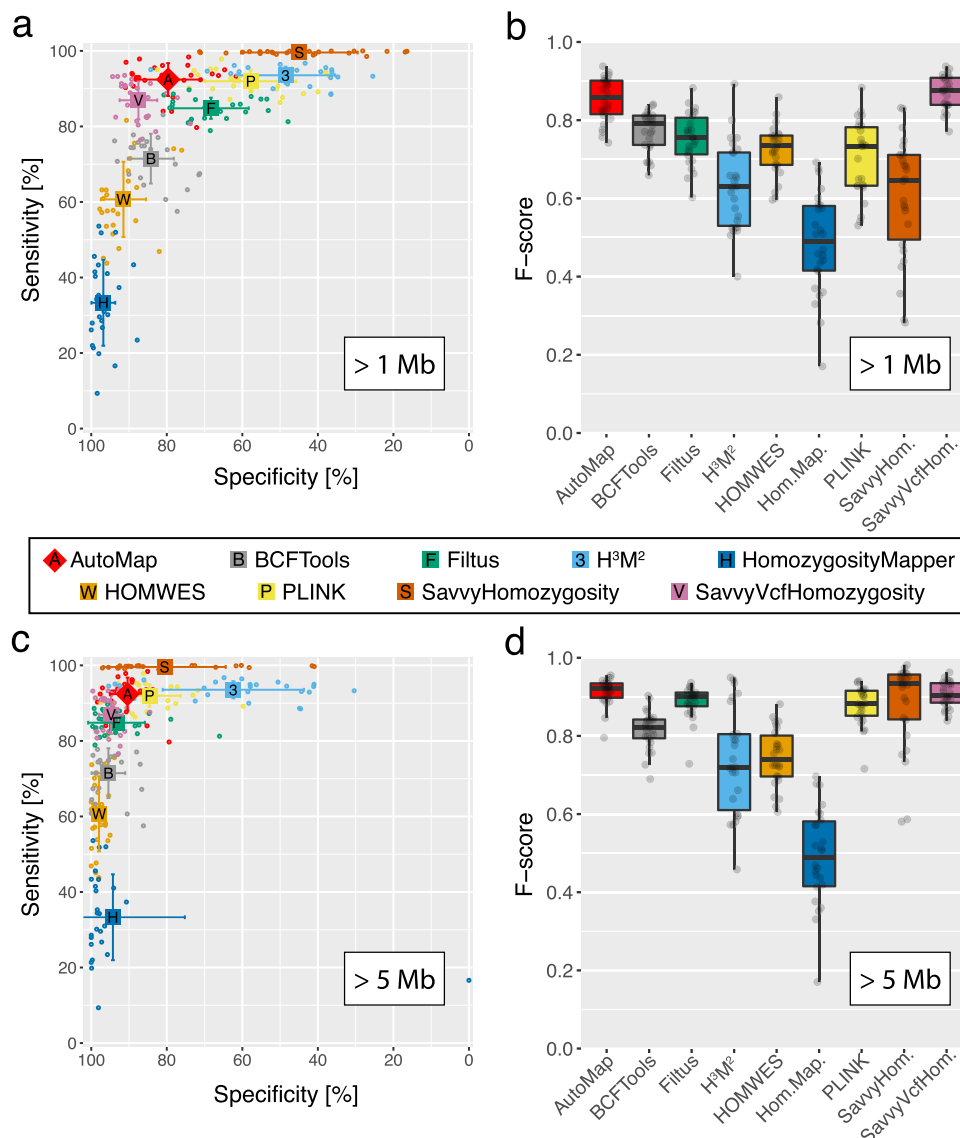 a
100
80
60
40
20
0
Sensitivity [%]
A
S
3
P
V
F
B
W
H
> 1 Mb
100 80 60 40 20 0
Specificity [%]
b
1.0
0.8
0.6
0.4
0.2
0.0
F−score
> 1 Mb
AutoMap
BCFTools
Filtus
H³M²
HOMWES
Hom.Map.
PLINK
SavvyHom.
SavvyVcfHom.
A AutoMap B BCFTools F Filtus 3 H³M² H HomozygosityMapper
W HOMWES P PLINK S SavvyHomozygosity V SavvyVcfHomozygosity
c
100
80
60
40
20
0
Sensitivity [%]
S
A
P
3
V
F
B
W
H
> 5 Mb
100 80 60 40 20 0
Specificity [%]
d
1.0
0.8
0.6
0.4
0.2
0.0
F−score
> 5 Mb
AutoMap
BCFTools
Filtus
H³M²
HOMWES
Hom.Map.
PLINK
SavvyHom.
SavvyVcfHom.